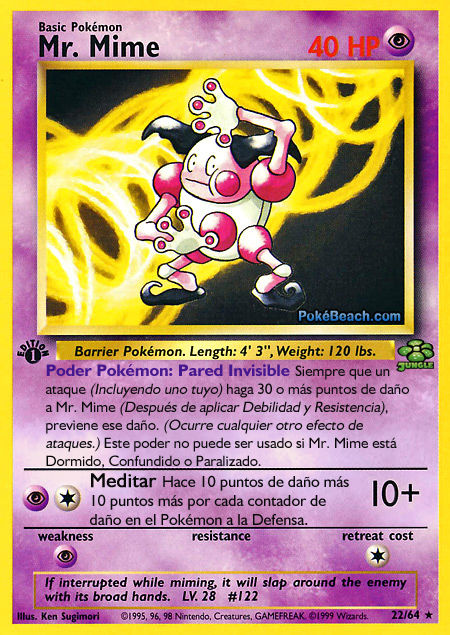 Basic Pokémon
Mr. Mime
40 HP
PokéBeach.com
EDITION
1
Barrier Pokémon. Length: 4' 3", Weight: 120 lbs.
JUNGLE
Poder Pokémon: Pared Invisible Siempre que un
ataque (Incluyendo uno tuyo) haga 30 o más puntos de daño
a Mr. Mime (Después de aplicar Debilidad y Resistencia),
previene ese daño. (Ocurre cualquier otro efecto de
ataques.) Este poder no puede ser usado si Mr. Mime está
Dormido, Confundido o Paralizado.
Meditar Hace 10 puntos de daño más
10 puntos más por cada contador de
daño en el Pokémon a la Defensa.
10+
weakness resistance retreat cost
If interrupted while miming, it will slap around the enemy
with its broad hands. LV. 28 #122
Illus. Ken Sugimori ©1995, 96, 98 Nintendo, Creatures, GAMEFREAK. ©1999 Wizards. 22/64 ★